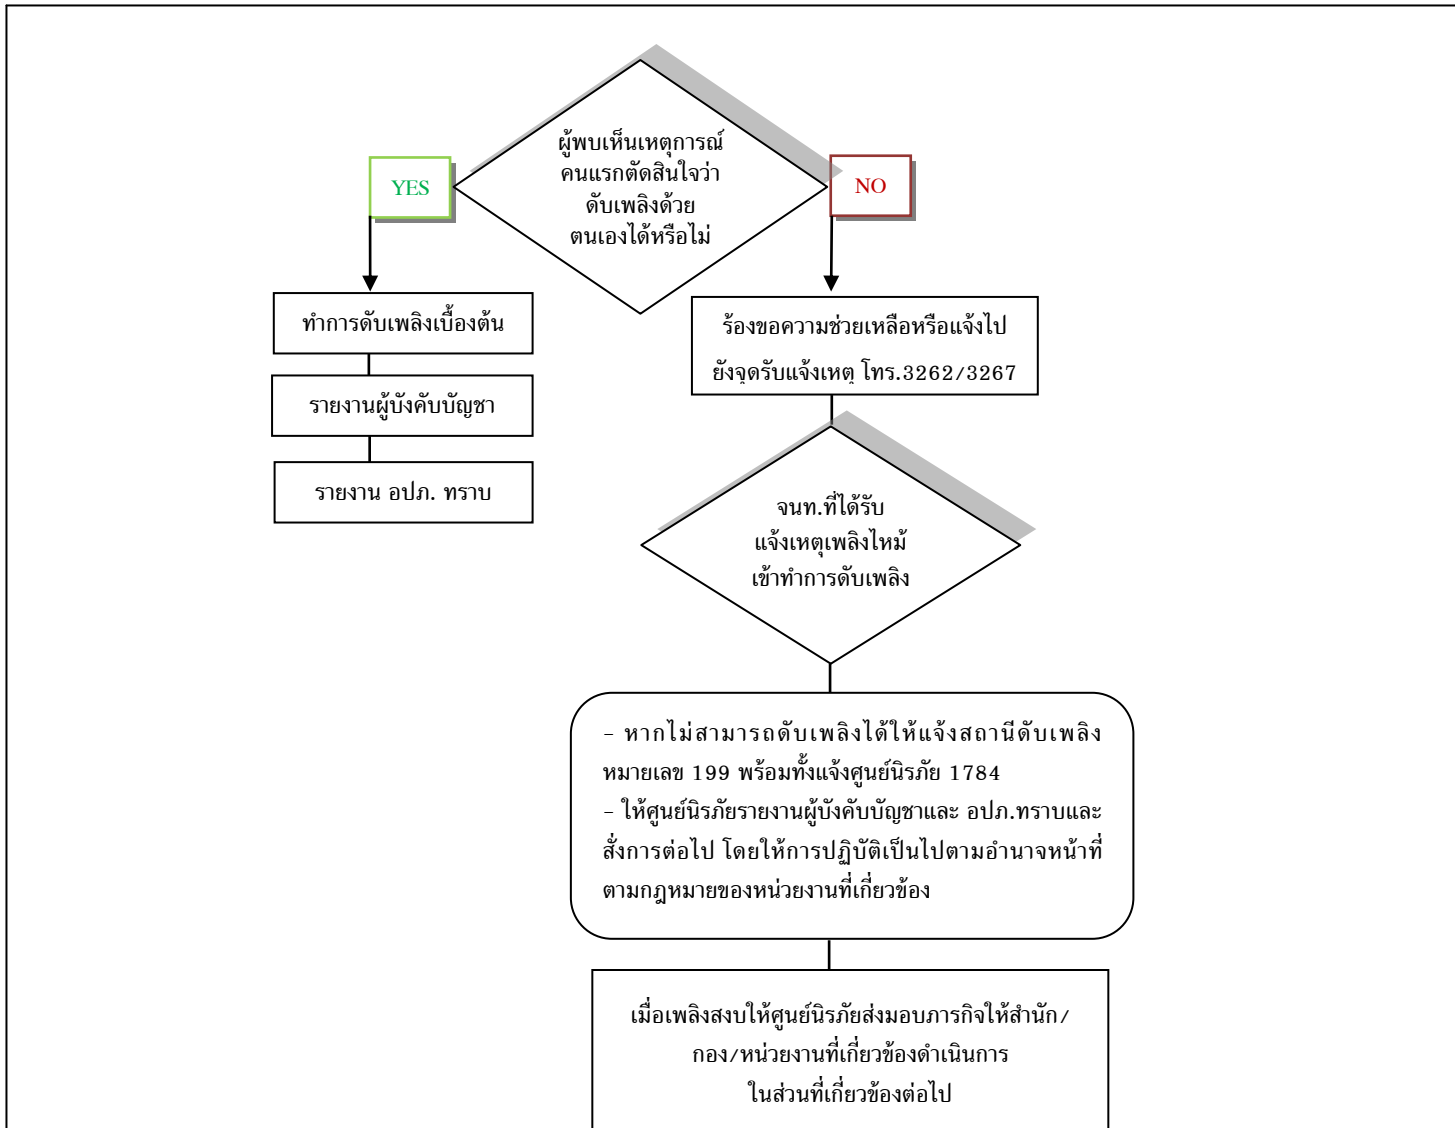 ผู้พบเห็นเหตุการณ์
คนแรกตัดสินใจว่า
ดับเพลิงด้วย
ตนเองได้หรือไม่
YES
NO
ทำการดับเพลิงเบื้องต้น
รายงานผู้บังคับบัญชา
รายงาน อปภ. ทราบ
ร้องขอความช่วยเหลือหรือแจ้งไป
ยังจุดรับแจ้งเหตุ โทร.3262/3267
จนท.ที่ได้รับ
แจ้งเหตุเพลิงไหม้
เข้าทำการดับเพลิง
- หากไม่สามารถดับเพลิงได้ให้แจ้งสถานีดับเพลิง
หมายเลข 199 พร้อมทั้งแจ้งศูนย์นิรภัย 1784
- ให้ศูนย์นิรภัยรายงานผู้บังคับบัญชาและ อปภ.ทราบและ
สั่งการต่อไป โดยให้การปฏิบัติเป็นไปตามอำนาจหน้าที่
ตามกฎหมายของหน่วยงานที่เกี่ยวข้อง
เมื่อเพลิงสงบให้ศูนย์นิรภัยส่งมอบภารกิจให้สำนัก/
กอง/หน่วยงานที่เกี่ยวข้องดำเนินการ
ในส่วนที่เกี่ยวข้องต่อไป